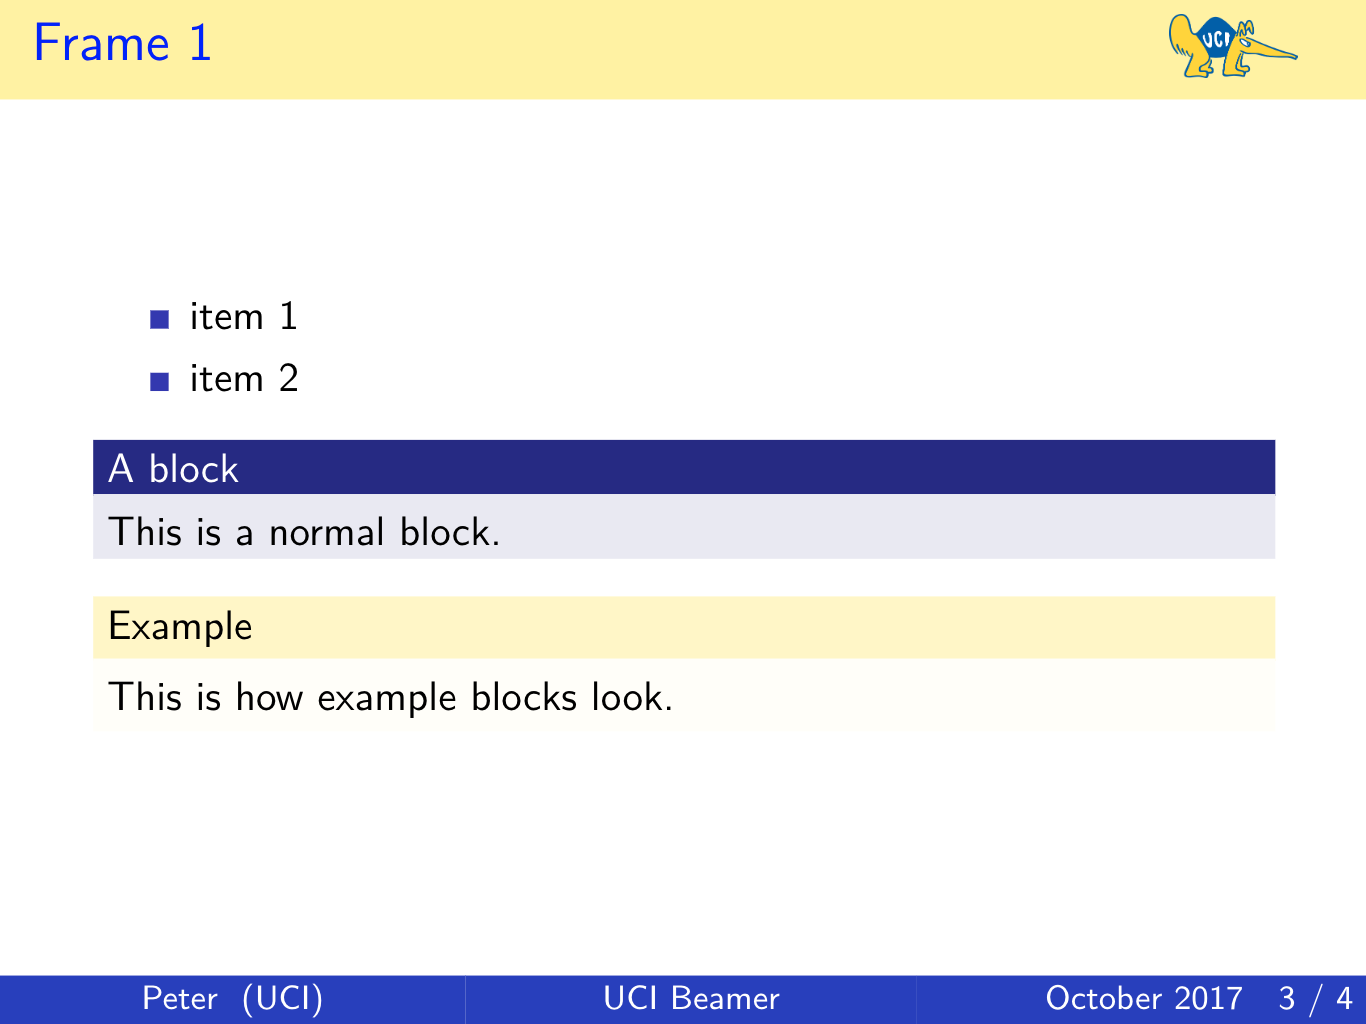 Frame 1
UCI
item 1
item 2
A block
This is a normal block.
Example
This is how example blocks look.
Peter (UCI) UCI Beamer October 2017 3 / 4